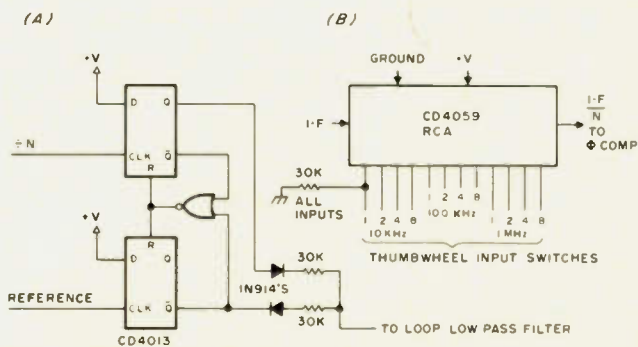 (A)
+V
D Q
÷N
CLK Q̄
R
+V
R
D Q
REFERENCE
CLK Q̄
CD4013
1N914'S
30K
30K
TO LOOP LOW PASS FILTER
(B)
GROUND +V
I-F
CD4059
RCA
I-F
N
TO
Φ COMP
30K
ALL
INPUTS
1 2 4 8 1 2 4 8 1 2 4 8
10KHz 100 KHz 1 MHz
THUMBWHEEL INPUT SWITCHES